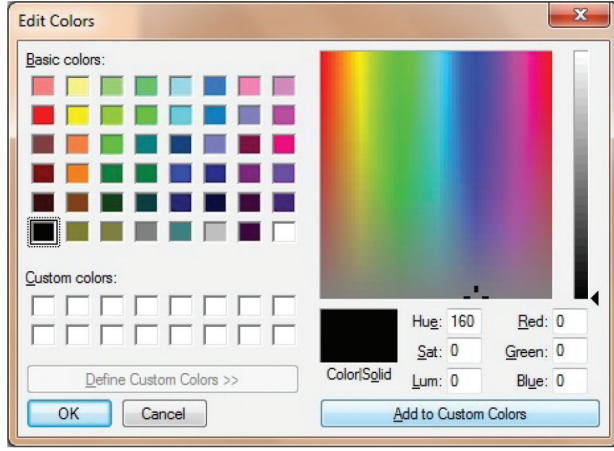 Edit Colors
Basic colors:
Custom colors:
Define Custom Colors >>
OK
Cancel
Color|Solid
Hue: 160
Sat: 0
Lum: 0
Red: 0
Green: 0
Blue: 0
Add to Custom Colors